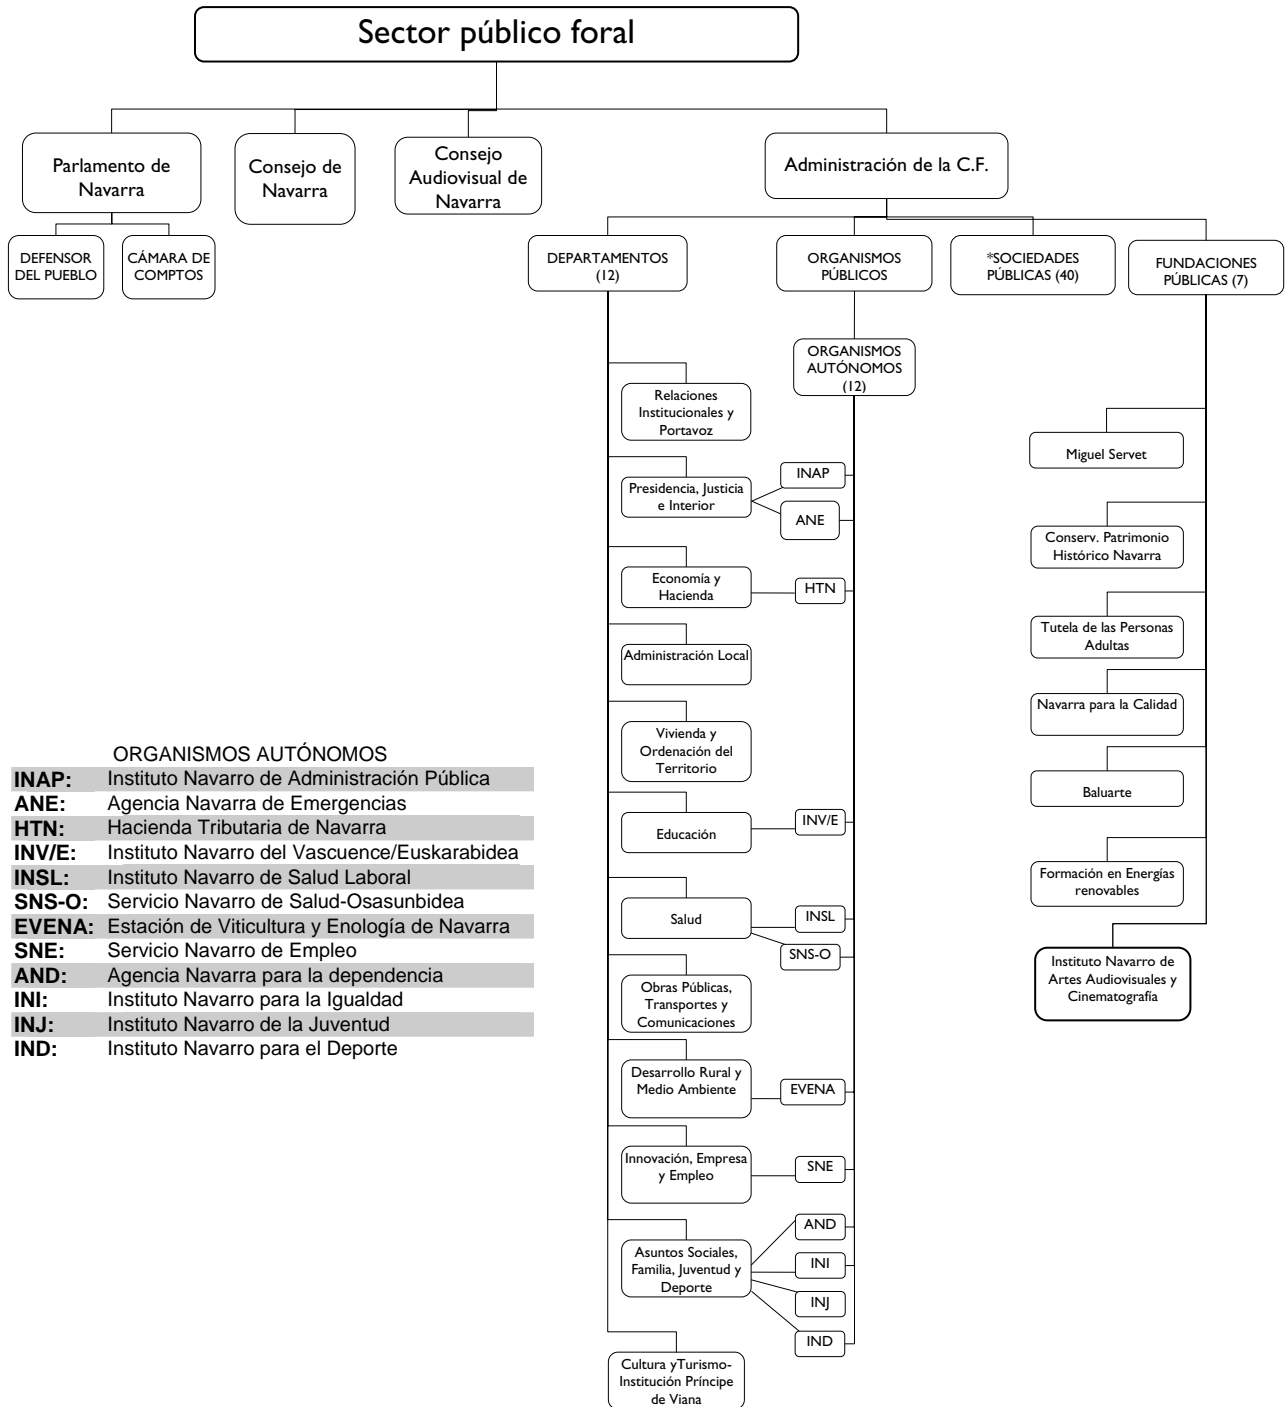 Sector público foral
Parlamento de
Navarra
Consejo de
Navarra
Consejo
Audiovisual de
Navarra
Administración de la C.F.
DEFENSOR
DEL PUEBLO
CÁMARA DE
COMPTOS
DEPARTAMENTOS
(12)
ORGANISMOS
PÚBLICOS
*SOCIEDADES
PÚBLICAS (40)
FUNDACIONES
PÚBLICAS (7)
ORGANISMOS
AUTÓNOMOS
(12)
Relaciones
Institucionales y
Portavoz
Presidencia, Justicia
e Interior
INAP
ANE
Economía y
Hacienda
HTN
Administración Local
Vivienda y
Ordenación del
Territorio
Educación
INV/E
Salud
INSL
SNS-O
Obras Públicas,
Transportes y
Comunicaciones
Desarrollo Rural y
Medio Ambiente
EVENA
Innovación, Empresa
y Empleo
SNE
Asuntos Sociales,
Familia, Juventud y
Deporte
AND
INI
INJ
IND
Cultura yTurismo-
Institución Príncipe
de Viana
Miguel Servet
Conserv. Patrimonio
Histórico Navarra
Tutela de las Personas
Adultas
Navarra para la Calidad
Baluarte
Formación en Energías
renovables
Instituto Navarro de
Artes Audiovisuales y
Cinematografía
ORGANISMOS AUTÓNOMOS
INAP: Instituto Navarro de Administración Pública
ANE: Agencia Navarra de Emergencias
HTN: Hacienda Tributaria de Navarra
INV/E: Instituto Navarro del Vascuence/Euskarabidea
INSL: Instituto Navarro de Salud Laboral
SNS-O: Servicio Navarro de Salud-Osasunbidea
EVENA: Estación de Viticultura y Enología de Navarra
SNE: Servicio Navarro de Empleo
AND: Agencia Navarra para la dependencia
INI: Instituto Navarro para la Igualdad
INJ: Instituto Navarro de la Juventud
IND: Instituto Navarro para el Deporte